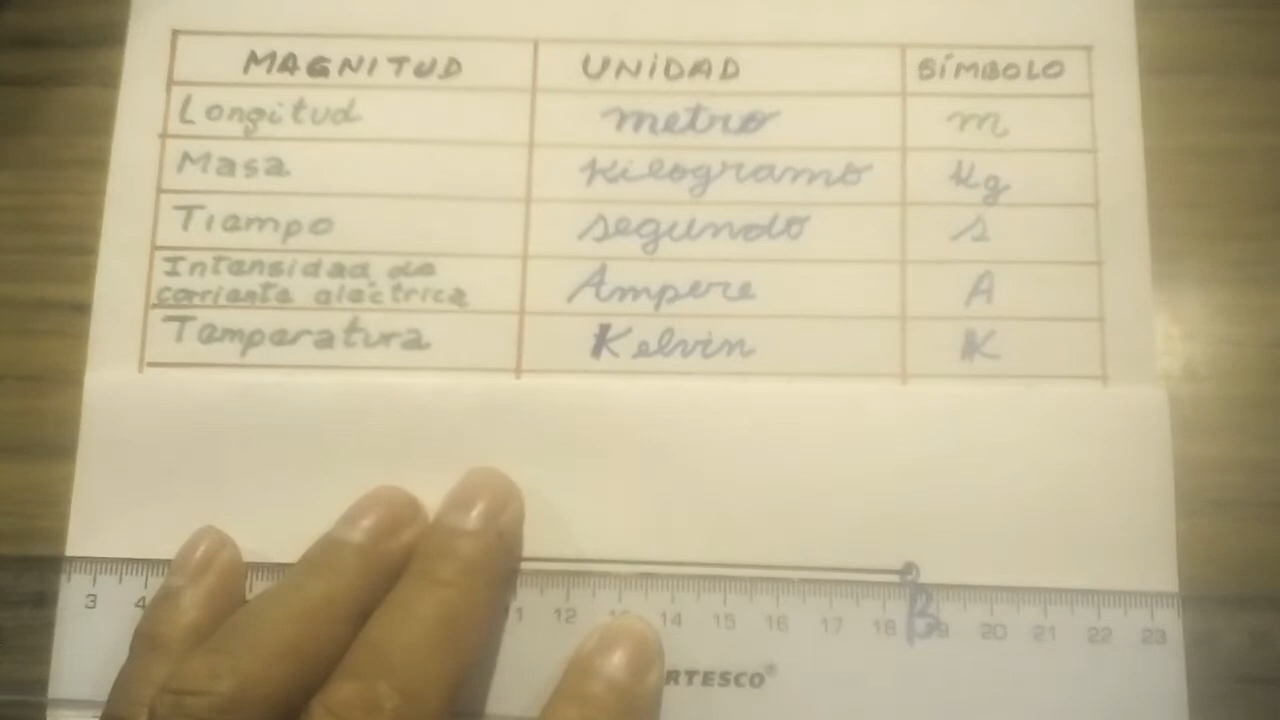 MAGNITUD UNIDAD SÍMBOLO
Longitud metro m
Masa Kilogramo Kg
Tiempo segundo s
Intensidad de
corriente eléctrica Ampere A
Temperatura Kelvin K
B
3 4 12 14 15 16 17 18 19 20 21 22 23
RTESCO®